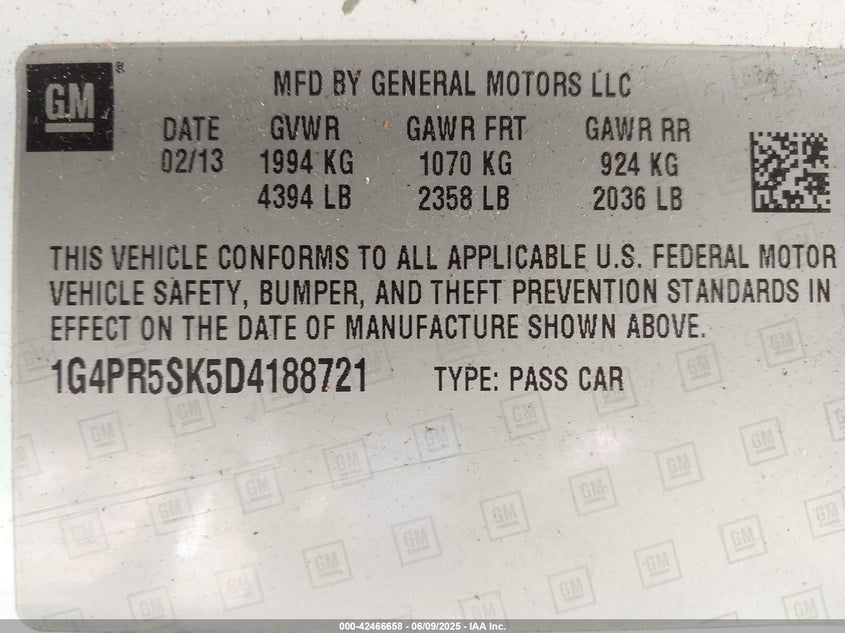 GM®
MFD BY GENERAL MOTORS LLC
DATE GVWR GAWR FRT GAWR RR
02/13 1994 KG 1070 KG 924 KG
4394 LB 2358 LB 2036 LB
THIS VEHICLE CONFORMS TO ALL APPLICABLE U.S. FEDERAL MOTOR
VEHICLE SAFETY, BUMPER, AND THEFT PREVENTION STANDARDS IN
EFFECT ON THE DATE OF MANUFACTURE SHOWN ABOVE.
1G4PR5SK5D4188721 TYPE: PASS CAR
000-42466658 - 06/09/2025 - IAA Inc.